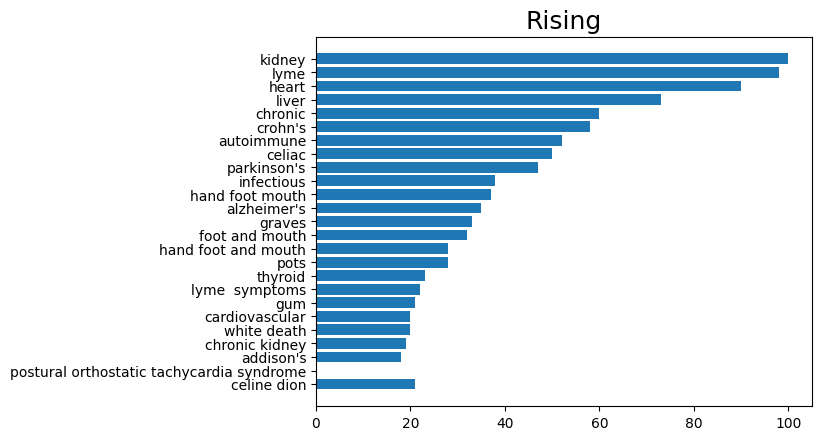 Rising
kidney
lyme
heart
liver
chronic
crohn's
autoimmune
celiac
parkinson's
infectious
hand foot mouth
alzheimer's
graves
foot and mouth
hand foot and mouth
pots
thyroid
lyme  symptoms
gum
cardiovascular
white death
chronic kidney
addison's
postural orthostatic tachycardia syndrome
celine dion
0 20 40 60 80 100